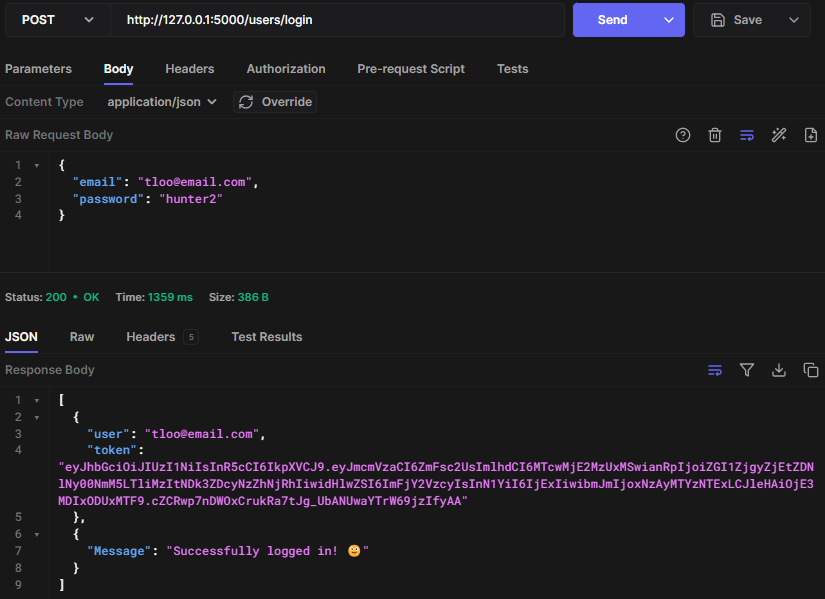 POST http://127.0.0.1:5000/users/login Send Save
Parameters Body Headers Authorization Pre-request Script Tests
Content Type application/json Override
Raw Request Body
1 {
2 "email": "tloo@email.com",
3 "password": "hunter2"
4 }
Status: 200 • OK Time: 1359 ms Size: 386 B
JSON Raw Headers 5 Test Results
Response Body
1 [
2 {
3 "user": "tloo@email.com",
4 "token":
"eyJhbGciOiJIUzI1NiIsInR5cCI6IkpXVCJ9.eyJmcmVzaCI6ZmFsc2UsImlhdCI6MTcwMjE2MzUxMSwianRpIjoiZGI1ZjgyZjEtZDN
lNy00NmM5LTliMzItNDk3ZDcyNzZhNjRhIiwidHlwZSI6ImFjY2VzcyIsInN1YiI6IjExIiwibmJmIjoxNzAyMTYzNTExLCJleHAiOjE3
MDIxODUxMTF9.cZCRwp7nDWOxCrukRa7tJg_UbANUwaYTrW69jzIfyAA"
5 },
6 {
7 "Message": "Successfully logged in! 😀"
8 }
9 ]